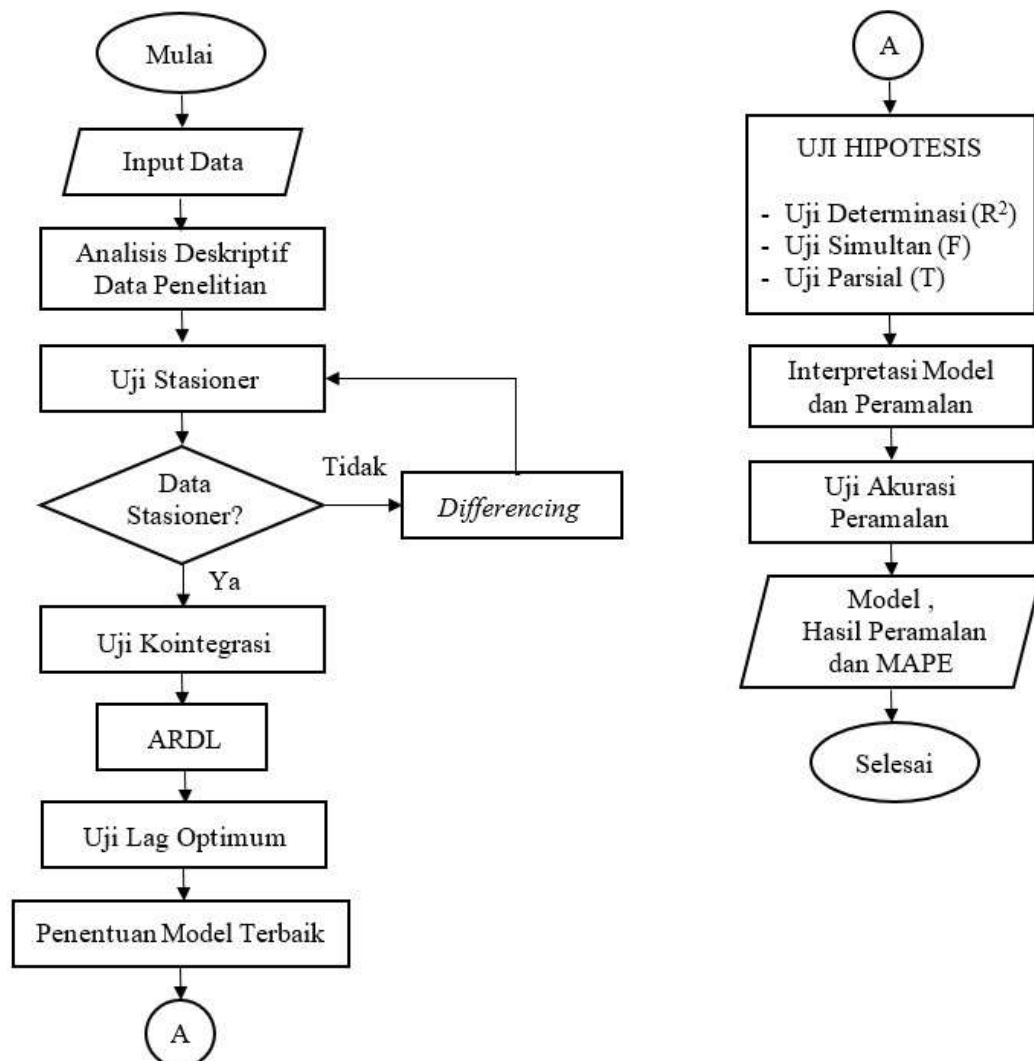 Mulai
Input Data
Analisis Deskriptif
Data Penelitian
Uji Stasioner
Data
Stasioner?
Tidak
Differencing
Ya
Uji Kointegrasi
ARDL
Uji Lag Optimum
Penentuan Model Terbaik
A
A
UJI HIPOTESIS
- Uji Determinasi (R²)
- Uji Simultan (F)
- Uji Parsial (T)
Interpretasi Model
dan Peramalan
Uji Akurasi
Peramalan
Model ,
Hasil Peramalan
dan MAPE
Selesai